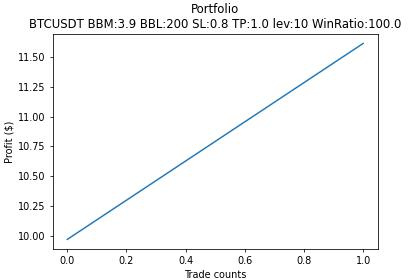 Portfolio
BTCUSDT BBM:3.9 BBL:200 SL:0.8 TP:1.0 lev:10 WinRatio:100.0
11.50
11.25
11.00
10.75
10.50
10.25
10.00
Profit ($)
0.0 0.2 0.4 0.6 0.8 1.0
Trade counts